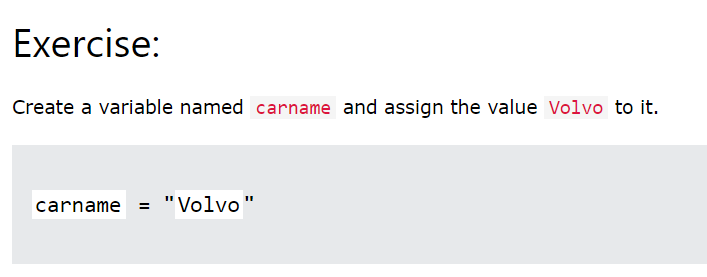 Exercise:
Create a variable named carname and assign the value Volvo to it.
carname = "Volvo"